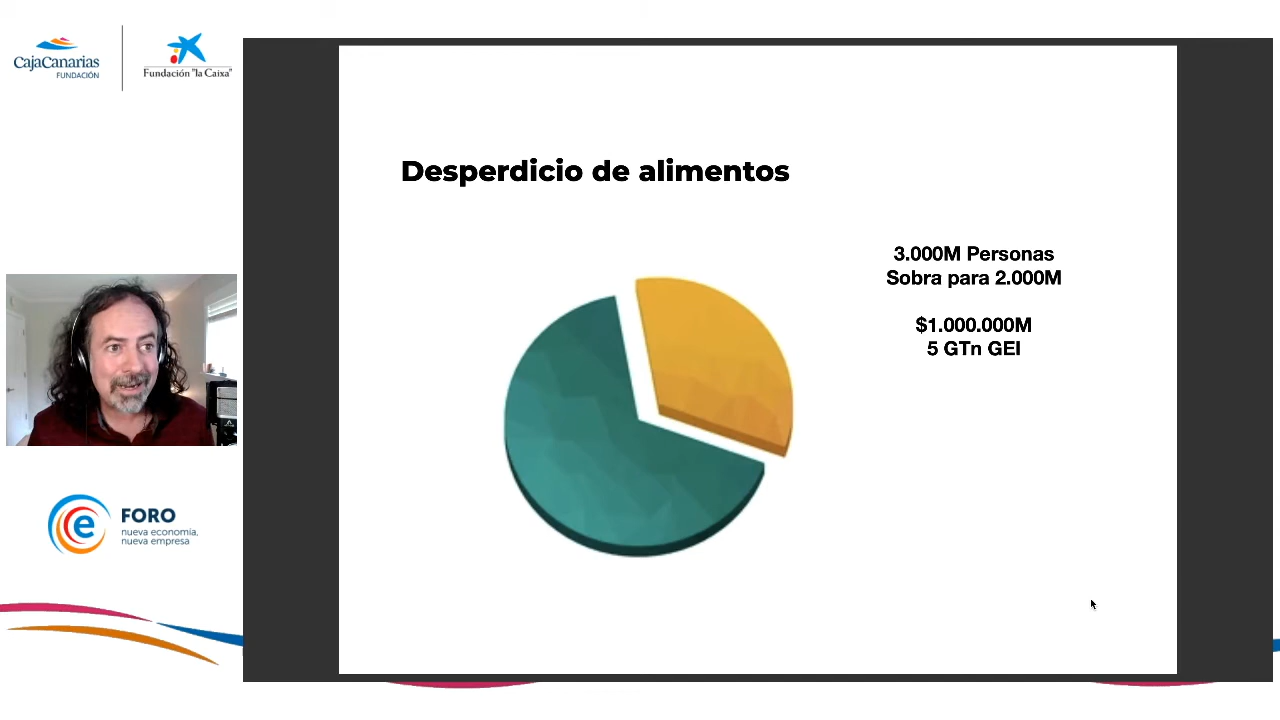 CajaCanarias
FUNDACIÓN
Fundación "la Caixa"
Desperdicio de alimentos
3.000M Personas
Sobra para 2.000M
$1.000.000M
5 GTn GEI
e
FORO
nueva economía,
nueva empresa